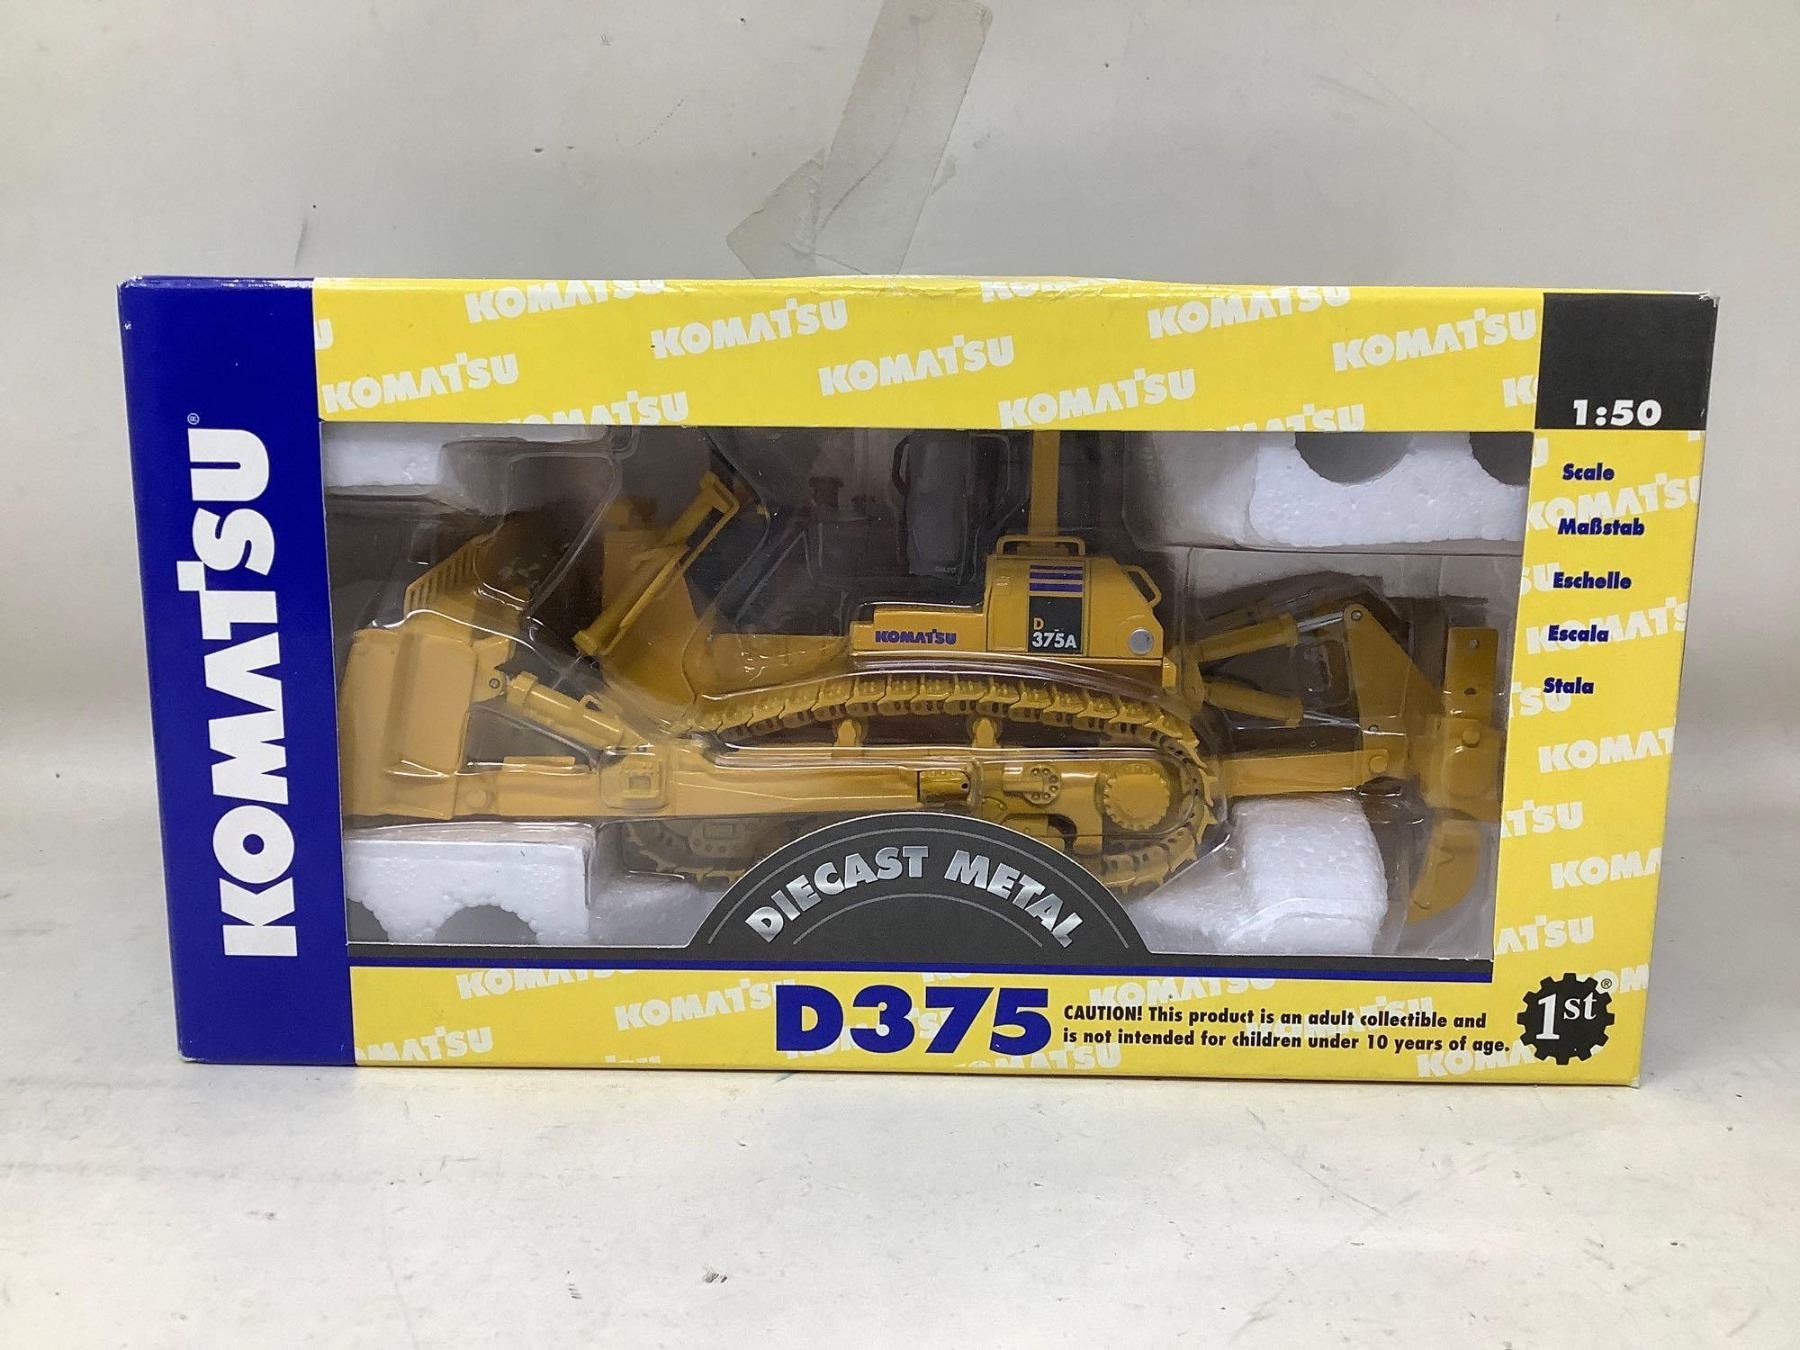 KOMATSU®
KOMATSU KOMATSU KOMATSU KOMATSU
KOMATSU KOMATSU KOMATSU
1:50
Scale
Maßstab
Eschelle
Escala
Stala
KOMATSU
D
375A
DIECAST METAL
D375
CAUTION! This product is an adult collectible and
is not intended for children under 10 years of age.
1st®